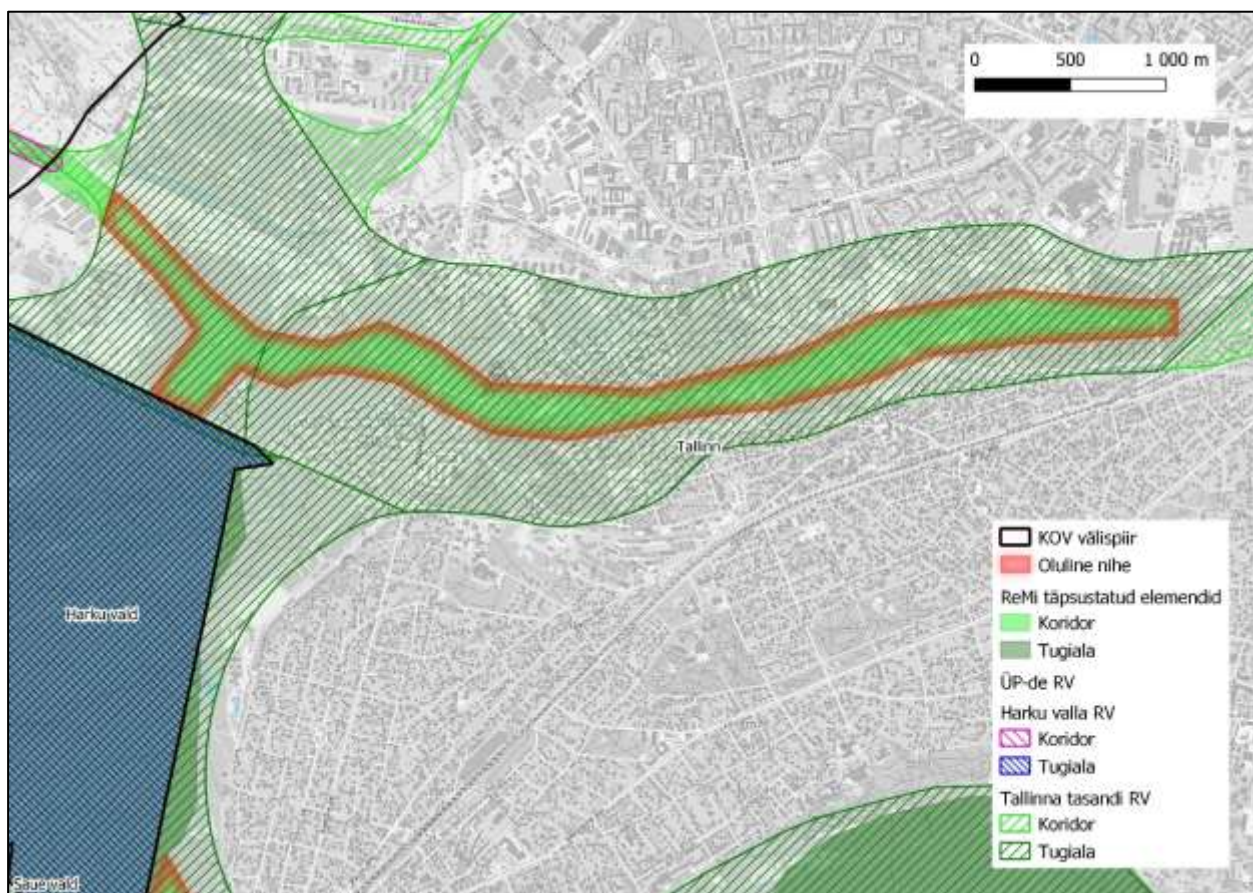 0 500 1 000 m
Tallinn
Harku vald
Saue vald
KOV välispiir
Oluline nihe
ReMi täpsustatud elemendid
Koridor
Tugiala
ÜP-de RV
Harku valla RV
Koridor
Tugiala
Tallinna tasandi RV
Koridor
Tugiala